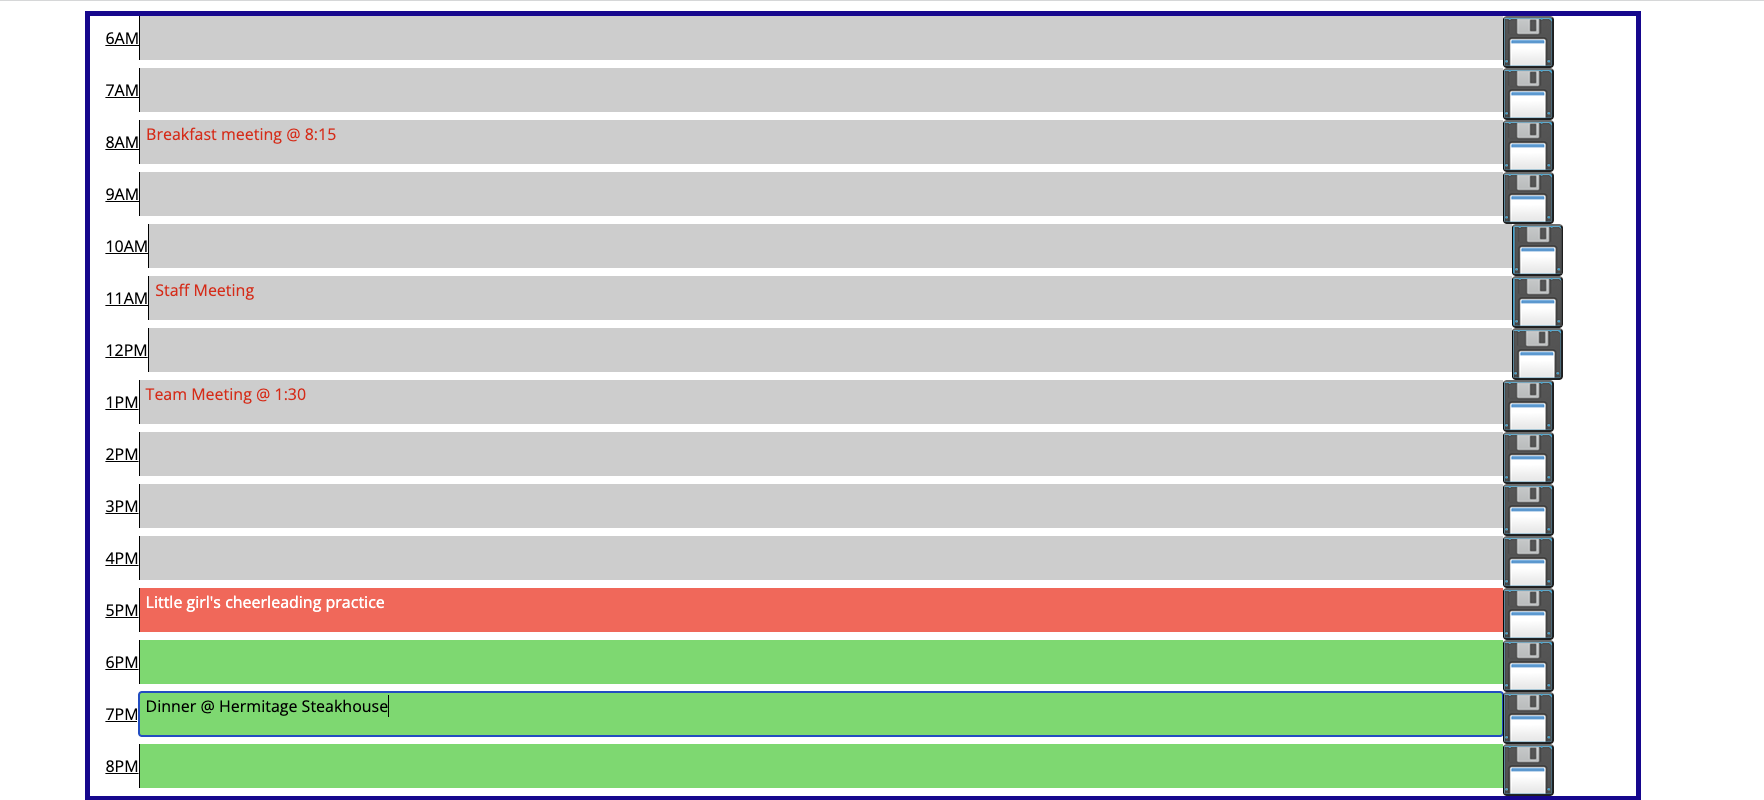 6AM
7AM
8AM Breakfast meeting @ 8:15
9AM
10AM
11AM Staff Meeting
12PM
1PM Team Meeting @ 1:30
2PM
3PM
4PM
5PM Little girl's cheerleading practice
6PM
7PM Dinner @ Hermitage Steakhouse
8PM